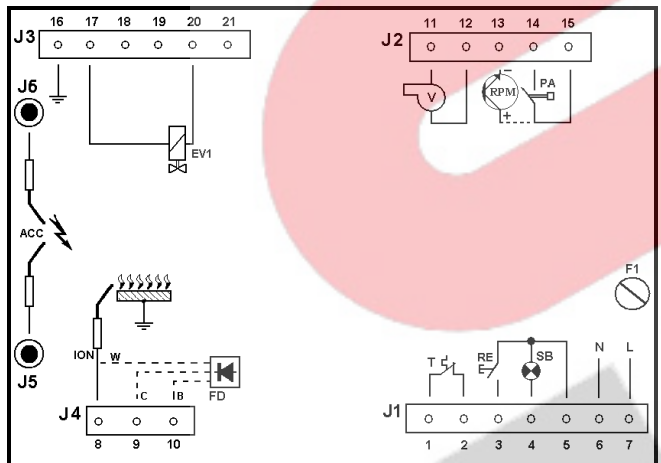 16 17 18 19 20 21
J3
11 12 13 14 15
J2
J6
V
RPM
−
+
PA
EV1
ACC
F1
ION
W
C
B
FD
J5
T
RE
E
SB
N
L
J4
8 9 10
J1
1 2 3 4 5 6 7